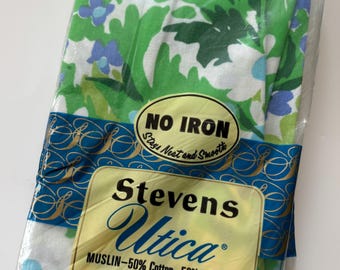 NO IRON
Stays Neat and Smooth
Stevens
Utica®
MUSLIN-50% Cotton